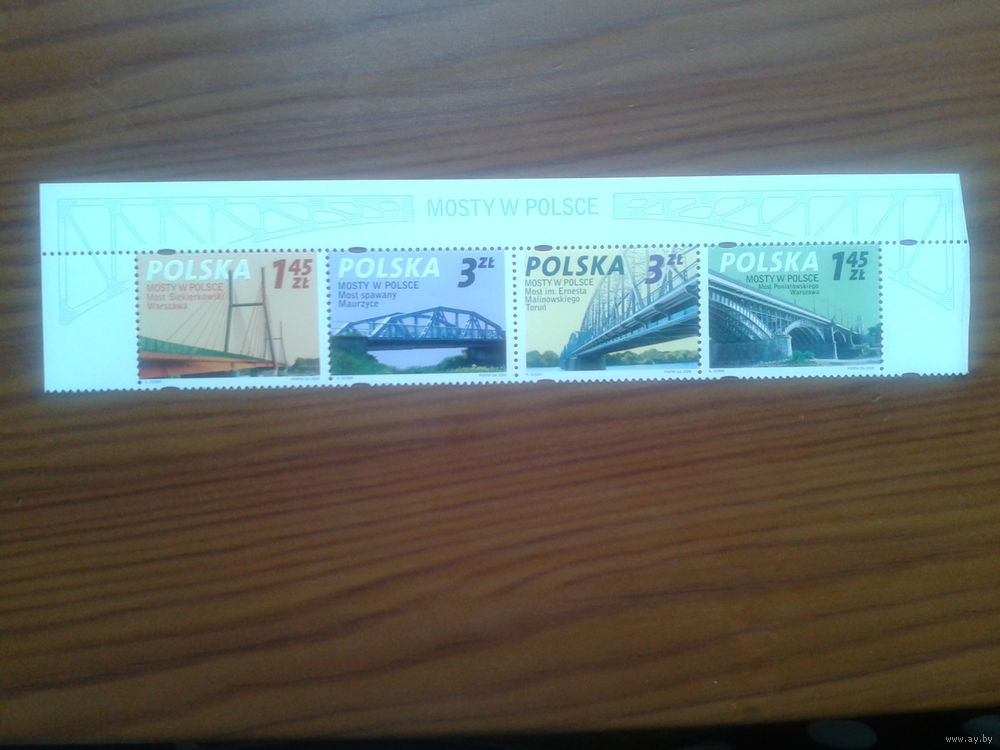 MOSTY W POLSCE
POLSKA 1 45 ZŁ
MOSTY W POLSCE
Most Siekierkowski
Warszawa
POLSKA 3 ZŁ
MOSTY W POLSCE
Most spawany
Maurzyce
POLSKA 3 ZŁ
MOSTY W POLSCE
Most im. Ernesta
Malinowskiego
Toruń
POLSKA 1 45 ZŁ
MOSTY W POLSCE
Most Poniatowskiego
Warszawa
www.ay.by